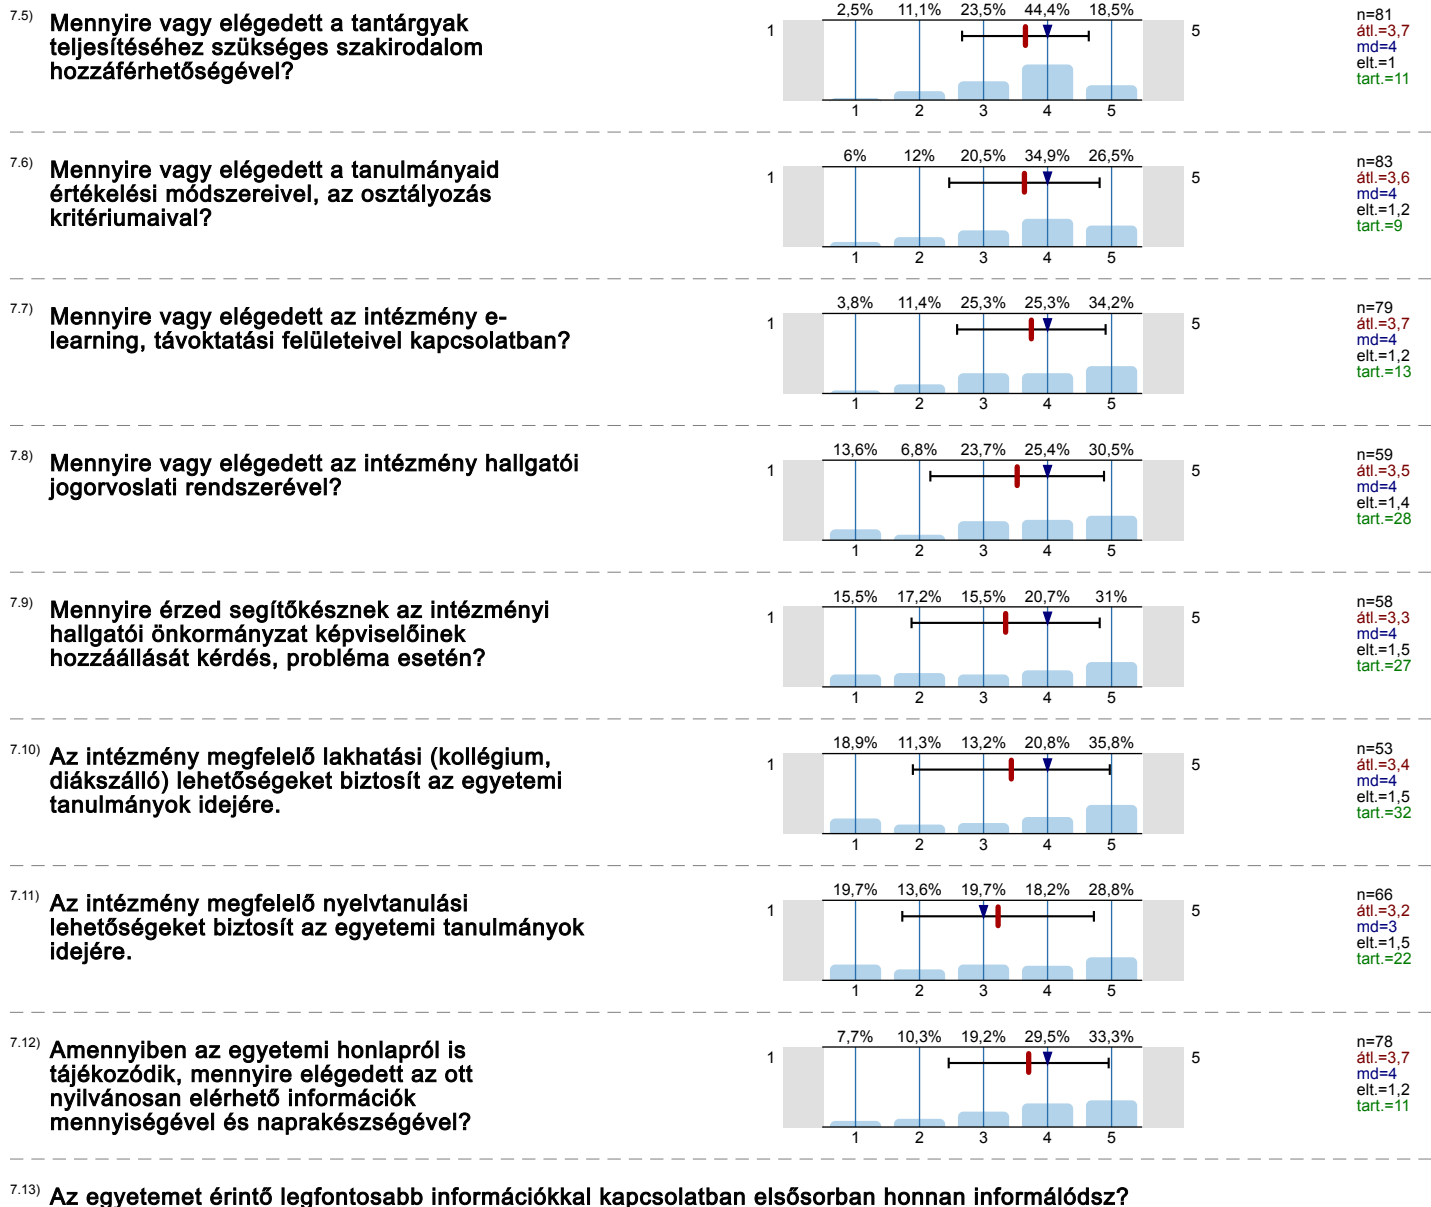 7.5) Mennyire vagy elégedett a tantárgyak
teljesítéséhez szükséges szakirodalom
hozzáférhetőségével?
2,5% 11,1% 23,5% 44,4% 18,5%
1 5
1 2 3 4 5
n=81
átl.=3,7
md=4
elt.=1
tart.=11
7.6) Mennyire vagy elégedett a tanulmányaid
értékelési módszereivel, az osztályozás
kritériumaival?
6% 12% 20,5% 34,9% 26,5%
1 5
1 2 3 4 5
n=83
átl.=3,6
md=4
elt.=1,2
tart.=9
7.7) Mennyire vagy elégedett az intézmény e-
learning, távoktatási felületeivel kapcsolatban?
3,8% 11,4% 25,3% 25,3% 34,2%
1 5
1 2 3 4 5
n=79
átl.=3,7
md=4
elt.=1,2
tart.=13
7.8) Mennyire vagy elégedett az intézmény hallgatói
jogorvoslati rendszerével?
13,6% 6,8% 23,7% 25,4% 30,5%
1 5
1 2 3 4 5
n=59
átl.=3,5
md=4
elt.=1,4
tart.=28
7.9) Mennyire érzed segítőkésznek az intézményi
hallgatói önkormányzat képviselőinek
hozzáállását kérdés, probléma esetén?
15,5% 17,2% 15,5% 20,7% 31%
1 5
1 2 3 4 5
n=58
átl.=3,3
md=4
elt.=1,5
tart.=27
7.10) Az intézmény megfelelő lakhatási (kollégium,
diákszálló) lehetőségeket biztosít az egyetemi
tanulmányok idejére.
18,9% 11,3% 13,2% 20,8% 35,8%
1 5
1 2 3 4 5
n=53
átl.=3,4
md=4
elt.=1,5
tart.=32
7.11) Az intézmény megfelelő nyelvtanulási
lehetőségeket biztosít az egyetemi tanulmányok
idejére.
19,7% 13,6% 19,7% 18,2% 28,8%
1 5
1 2 3 4 5
n=66
átl.=3,2
md=3
elt.=1,5
tart.=22
7.12) Amennyiben az egyetemi honlapról is
tájékozódik, mennyire elégedett az ott
nyilvánosan elérhető információk
mennyiségével és naprakészségével?
7,7% 10,3% 19,2% 29,5% 33,3%
1 5
1 2 3 4 5
n=78
átl.=3,7
md=4
elt.=1,2
tart.=11
7.13) Az egyetemet érintő legfontosabb információkkal kapcsolatban elsősorban honnan informálódsz?